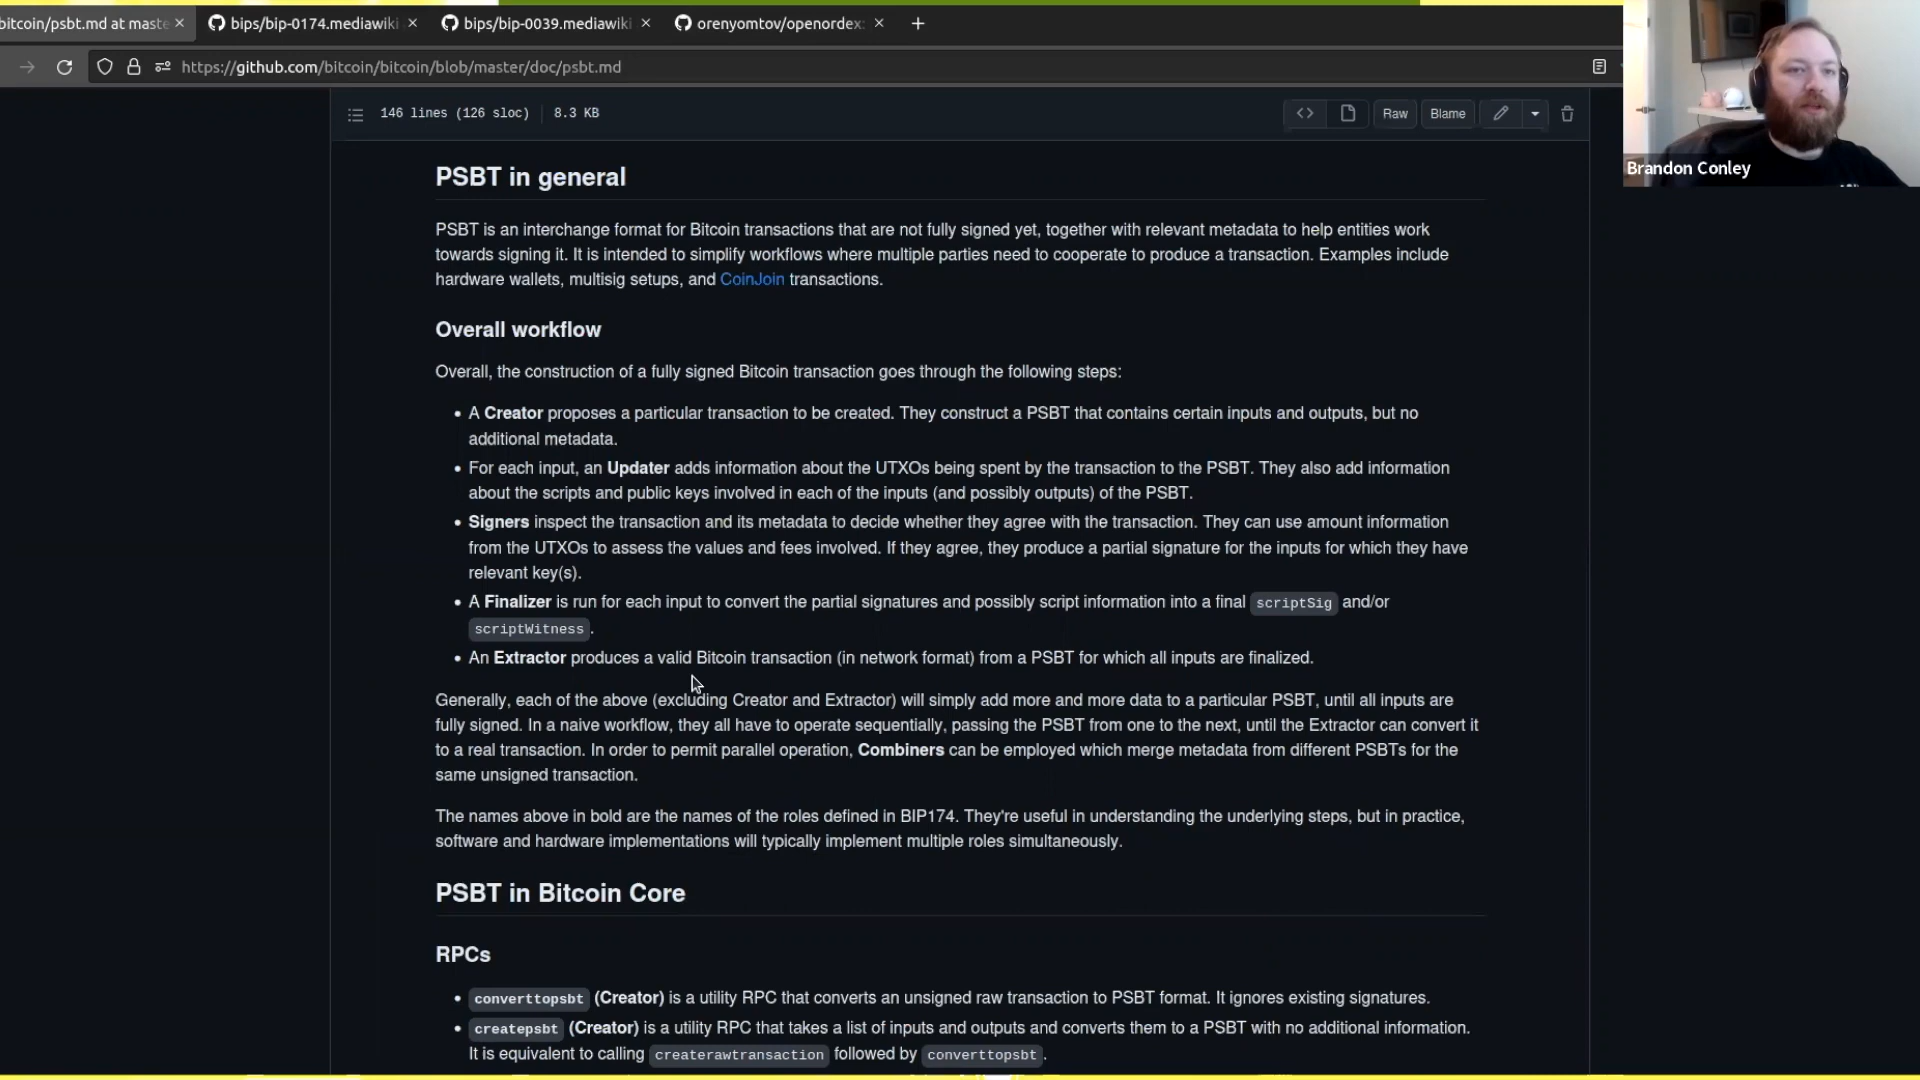 bitcoin/psbt.md at maste
bips/bip-0174.mediawiki
bips/bip-0039.mediawiki
orenyomtov/openordex:
https://github.com/bitcoin/bitcoin/blob/master/doc/psbt.md
146 lines (126 sloc) 8.3 KB
Raw Blame
Brandon Conley
PSBT in general
PSBT is an interchange format for Bitcoin transactions that are not fully signed yet, together with relevant metadata to help entities work
towards signing it. It is intended to simplify workflows where multiple parties need to cooperate to produce a transaction. Examples include
hardware wallets, multisig setups, and CoinJoin transactions.
Overall workflow
Overall, the construction of a fully signed Bitcoin transaction goes through the following steps:
• A Creator proposes a particular transaction to be created. They construct a PSBT that contains certain inputs and outputs, but no
additional metadata.
• For each input, an Updater adds information about the UTXOs being spent by the transaction to the PSBT. They also add information
about the scripts and public keys involved in each of the inputs (and possibly outputs) of the PSBT.
• Signers inspect the transaction and its metadata to decide whether they agree with the transaction. They can use amount information
from the UTXOs to assess the values and fees involved. If they agree, they produce a partial signature for the inputs for which they have
relevant key(s).
• A Finalizer is run for each input to convert the partial signatures and possibly script information into a final scriptSig and/or
scriptWitness.
• An Extractor produces a valid Bitcoin transaction (in network format) from a PSBT for which all inputs are finalized.
Generally, each of the above (excluding Creator and Extractor) will simply add more and more data to a particular PSBT, until all inputs are
fully signed. In a naive workflow, they all have to operate sequentially, passing the PSBT from one to the next, until the Extractor can convert it
to a real transaction. In order to permit parallel operation, Combiners can be employed which merge metadata from different PSBTs for the
same unsigned transaction.
The names above in bold are the names of the roles defined in BIP174. They're useful in understanding the underlying steps, but in practice,
software and hardware implementations will typically implement multiple roles simultaneously.
PSBT in Bitcoin Core
RPCs
• converttopsbt (Creator) is a utility RPC that converts an unsigned raw transaction to PSBT format. It ignores existing signatures.
• createpsbt (Creator) is a utility RPC that takes a list of inputs and outputs and converts them to a PSBT with no additional information.
It is equivalent to calling createrawtransaction followed by converttopsbt.